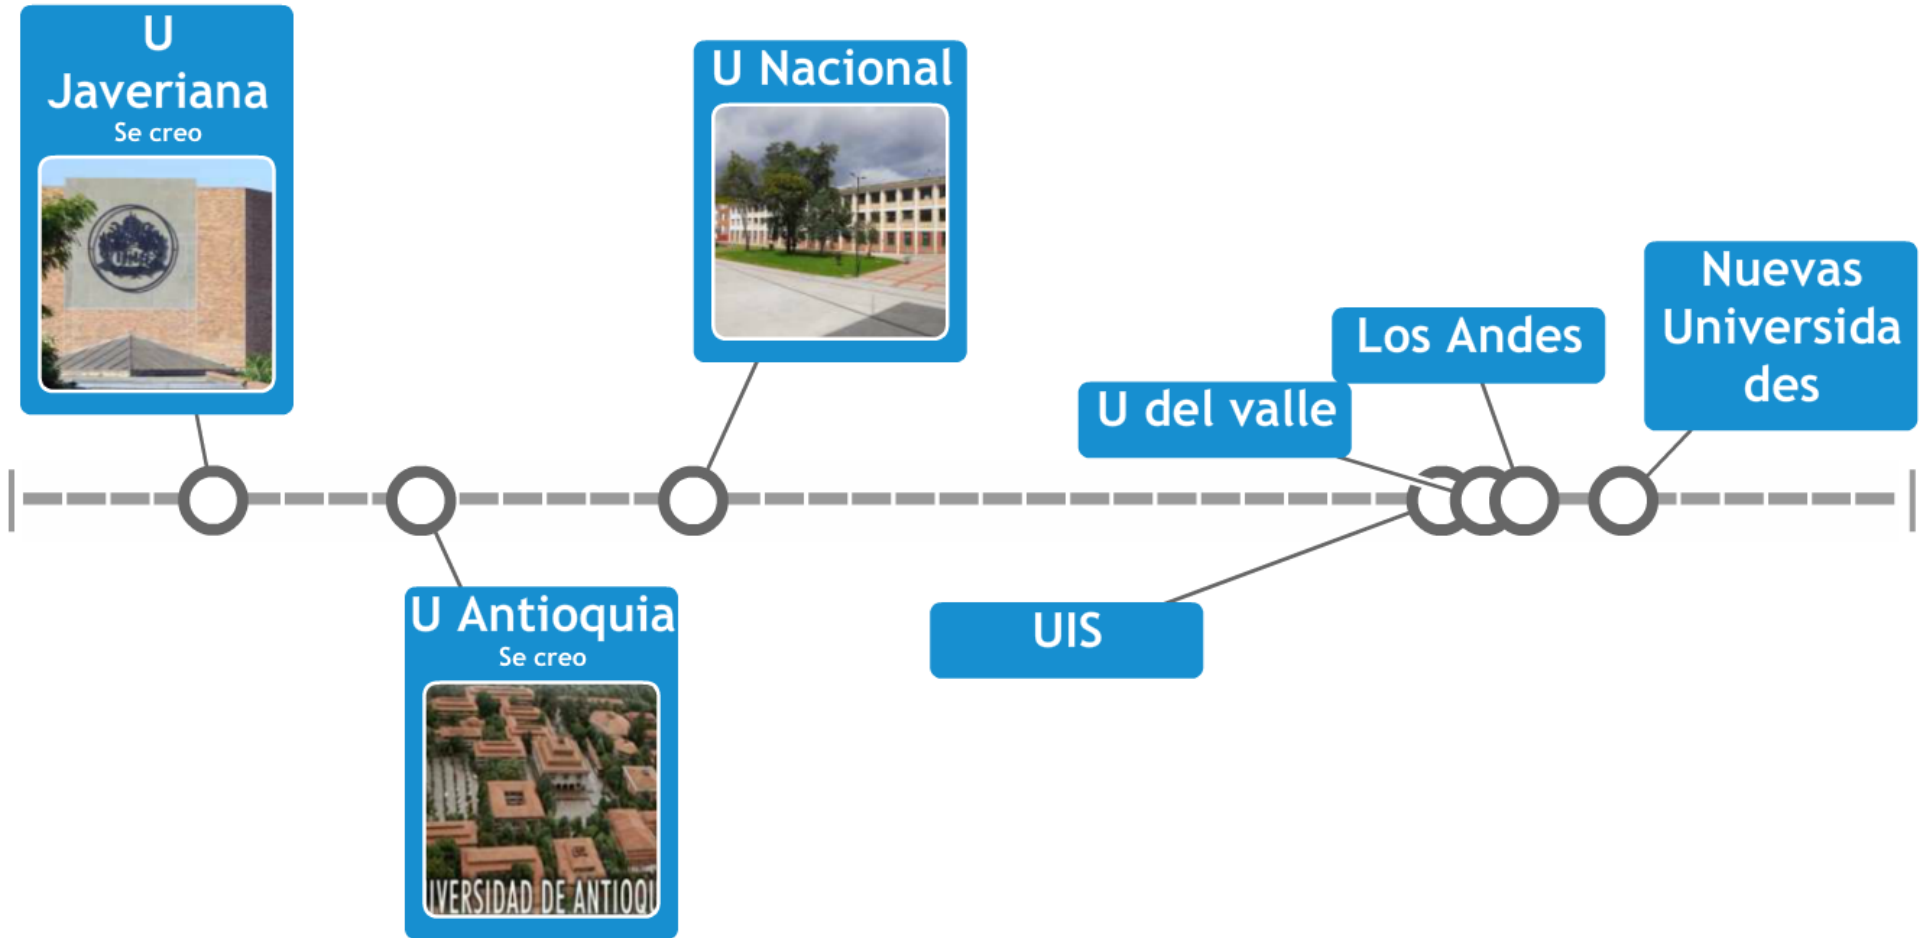 U
Javeriana
Se creo
U Nacional
Nuevas
Universida
des
Los Andes
U del valle
U Antioquia
Se creo
IVERSIDAD DE ANTIOQU
UIS